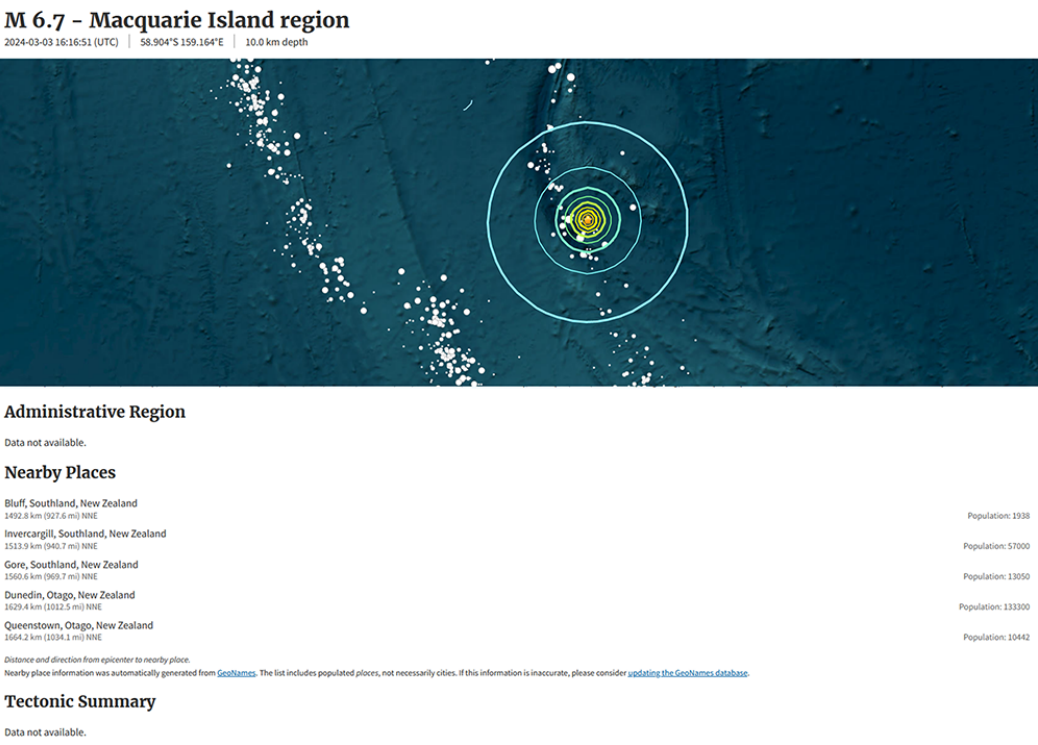 M 6.7 - Macquarie Island region
2024-03-03 16:16:51 (UTC) | 58.904°S 159.164°E | 10.0 km depth
Administrative Region
Data not available.
Nearby Places
Bluff, Southland, New Zealand
1492.8 km (927.6 mi) NNE Population: 1938
Invercargill, Southland, New Zealand
1513.9 km (940.7 mi) NNE Population: 57000
Gore, Southland, New Zealand
1560.6 km (969.7 mi) NNE Population: 13050
Dunedin, Otago, New Zealand
1629.4 km (1012.5 mi) NNE Population: 133300
Queenstown, Otago, New Zealand
1664.2 km (1034.1 mi) NNE Population: 10442
Distance and direction from epicenter to nearby place.
Nearby place information was automatically generated from GeoNames. The list includes populated places, not necessarily cities. If this information is inaccurate, please consider updating the GeoNames database.
Tectonic Summary
Data not available.